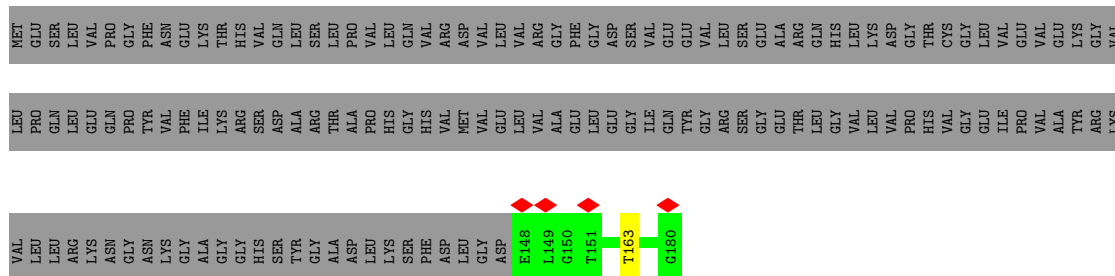 MET GLU SER LEU VAL PRO GLY PHE ASN GLU LYS THR HIS VAL GLN LEU SER LEU PRO VAL LEU GLN VAL ARG ASP VAL LEU VAL ARG GLY PHE GLY ASP SER VAL GLU GLU VAL LEU SER GLU ALA ARG GLN HIS LEU LYS ASP GLY THR CYS GLY LEU VAL GLU VAL GLU LYS GLY VAL
LEU PRO GLN LEU GLU GLN PRO TYR VAL PHE ILE LYS ARG SER ASP ALA ARG THR ALA PRO HIS GLY HIS VAL MET VAL GLU LEU VAL ALA GLU LEU GLU GLY ILE GLN TYR GLY ARG SER GLY GLU THR LEU GLY VAL LEU VAL PRO HIS VAL GLY GLU ILE PRO VAL ALA TYR ARG LYS
VAL LEU LEU ARG LYS ASN GLY ASN LYS GLY ALA GLY GLY HIS SER TYR GLY ALA ASP LEU LYS SER PHE ASP LEU GLY ASP E148 L149 G150 T151 T163 G180